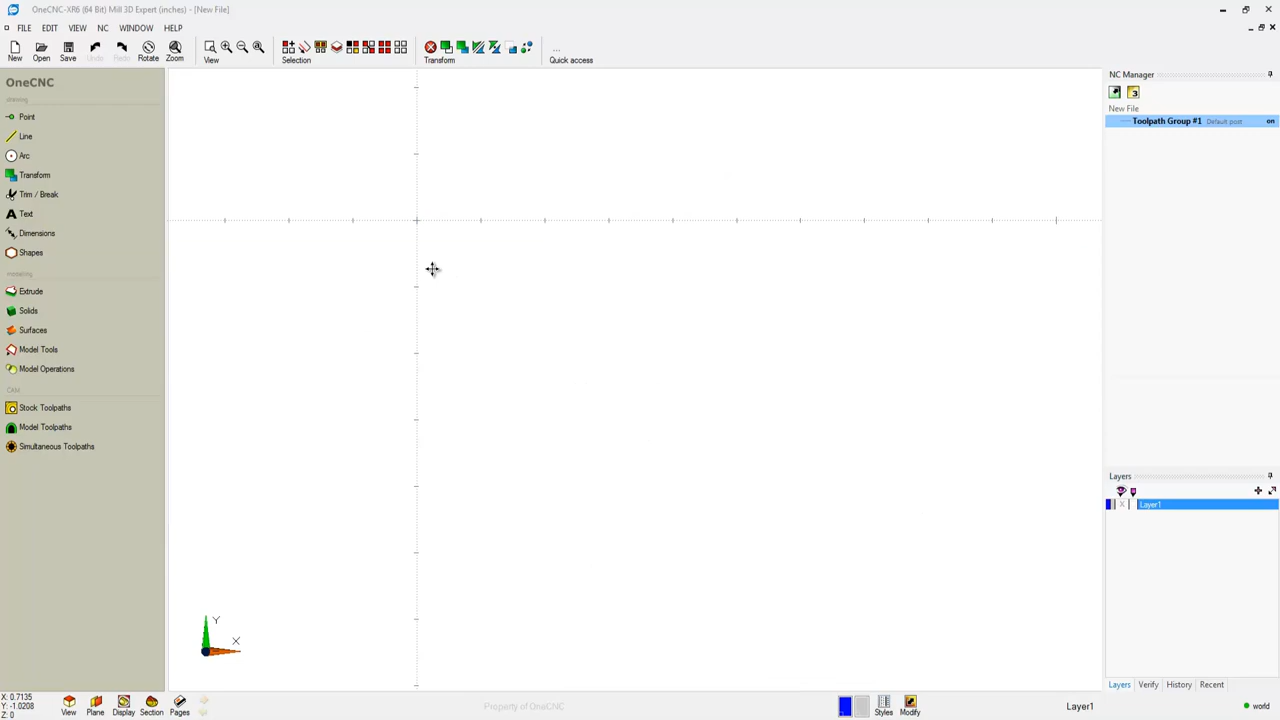 OneCNC-XR6 (64 Bit) Mill 3D Expert (inches) - [New File]
FILE EDIT VIEW NC WINDOW HELP
New Open Save Undo Redo Rotate Zoom View Selection Transform ... Quick access
OneCNC
drawing
Point
Line
Arc
Transform
Trim / Break
Text
Dimensions
Shapes
modeling
Extrude
Solids
Surfaces
Model Tools
Model Operations
CAM
Stock Toolpaths
Model Toolpaths
Simultaneous Toolpaths
Y
X
NC Manager
New File
Toolpath Group #1 Default post on
Layers
X Layer1
Layers Verify History Recent
X: 0.7135
Y: -1.0208
Z: 0
View Plane Display Section Pages
Property of OneCNC
Styles Modify
Layer1
world